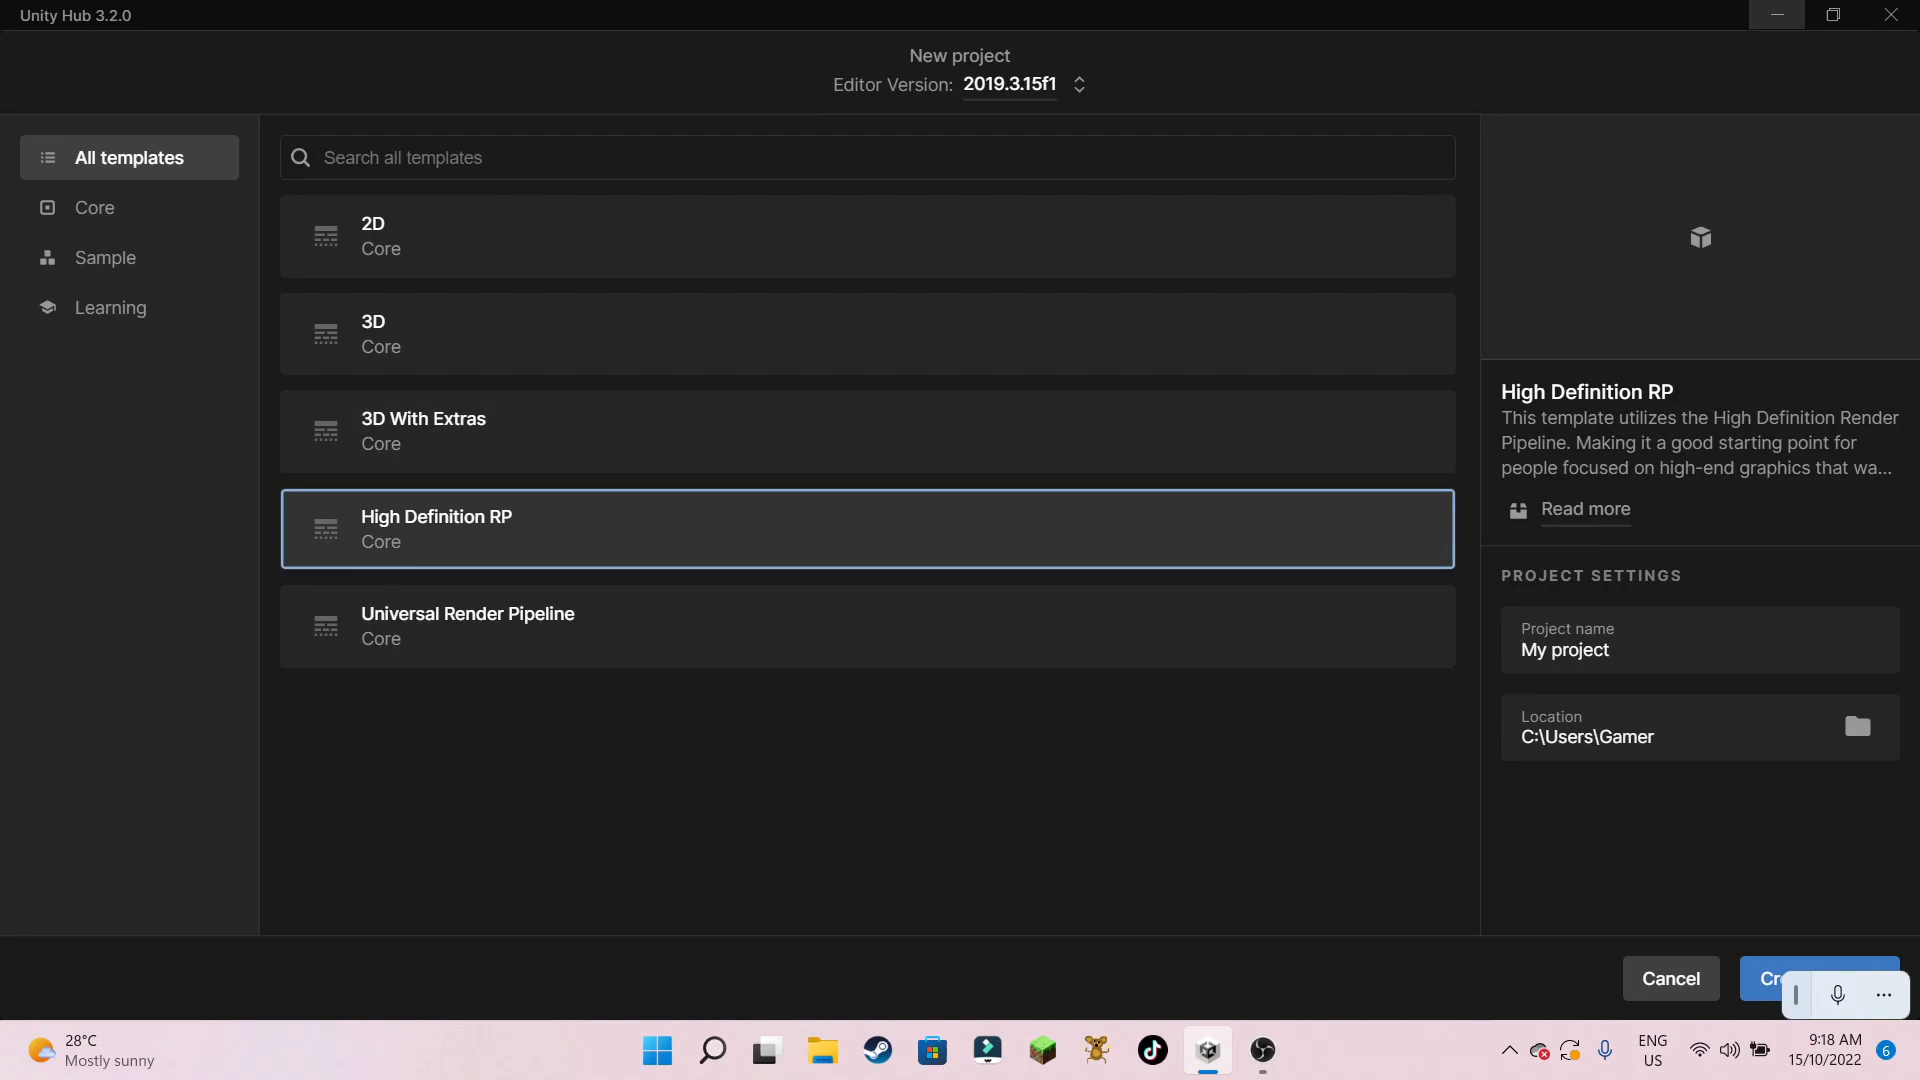 Unity Hub 3.2.0
New project
Editor Version: 2019.3.15f1
All templates
Core
Sample
Learning
Search all templates
2D
Core
3D
Core
3D With Extras
Core
High Definition RP
Core
Universal Render Pipeline
Core
High Definition RP
This template utilizes the High Definition Render
Pipeline. Making it a good starting point for
people focused on high-end graphics that wa...
Read more
PROJECT SETTINGS
Project name
My project
Location
C:\Users\Gamer
Cancel
28°C
Mostly sunny
ENG
US
9:18 AM
15/10/2022
6